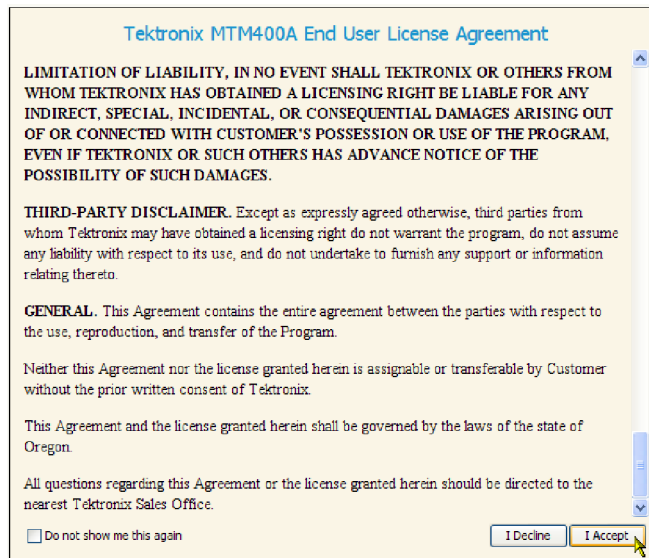 Tektronix MTM400A End User License Agreement
LIMITATION OF LIABILITY, IN NO EVENT SHALL TEKTRONIX OR OTHERS FROM
WHOM TEKTRONIX HAS OBTAINED A LICENSING RIGHT BE LIABLE FOR ANY
INDIRECT, SPECIAL, INCIDENTAL, OR CONSEQUENTIAL DAMAGES ARISING OUT
OF OR CONNECTED WITH CUSTOMER'S POSSESSION OR USE OF THE PROGRAM,
EVEN IF TEKTRONIX OR SUCH OTHERS HAS ADVANCE NOTICE OF THE
POSSIBILITY OF SUCH DAMAGES.
THIRD-PARTY DISCLAIMER. Except as expressly agreed otherwise, third parties from
whom Tektronix may have obtained a licensing right do not warrant the program, do not assume
any liability with respect to its use, and do not undertake to furnish any support or information
relating thereto.
GENERAL. This Agreement contains the entire agreement between the parties with respect to
the use, reproduction, and transfer of the Program.
Neither this Agreement nor the license granted herein is assignable or transferable by Customer
without the prior written consent of Tektronix.
This Agreement and the license granted herein shall be governed by the laws of the state of
Oregon.
All questions regarding this Agreement or the license granted herein should be directed to the
nearest Tektronix Sales Office.
Do not show me this again
I Decline
I Accept